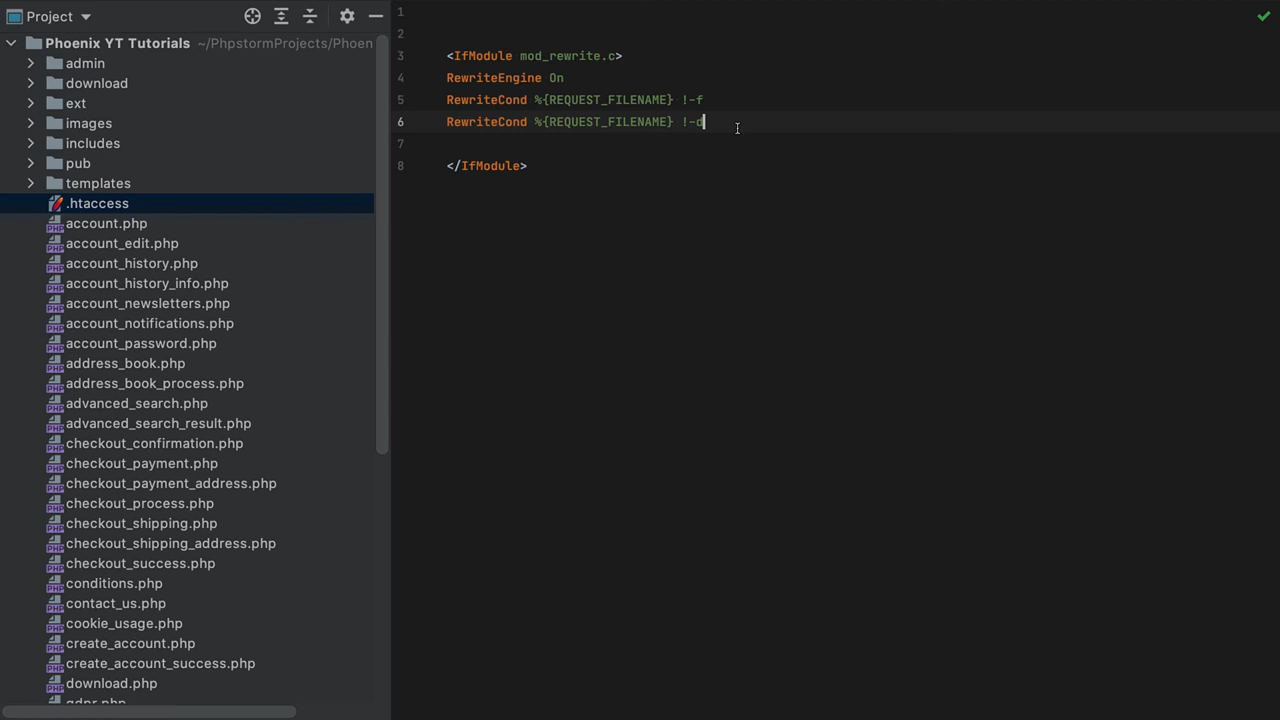 Project
Phoenix YT Tutorials ~/PhpstormProjects/Phoen
admin
download
ext
images
includes
pub
templates
.htaccess
account.php
account_edit.php
account_history.php
account_history_info.php
account_newsletters.php
account_notifications.php
account_password.php
address_book.php
address_book_process.php
advanced_search.php
advanced_search_result.php
checkout_confirmation.php
checkout_payment.php
checkout_payment_address.php
checkout_process.php
checkout_shipping.php
checkout_shipping_address.php
checkout_success.php
conditions.php
contact_us.php
cookie_usage.php
create_account.php
create_account_success.php
download.php
gdpr.php
1
2
3 <IfModule mod_rewrite.c>
4 RewriteEngine On
5 RewriteCond %{REQUEST_FILENAME} !-f
6 RewriteCond %{REQUEST_FILENAME} !-d
7
8 </IfModule>